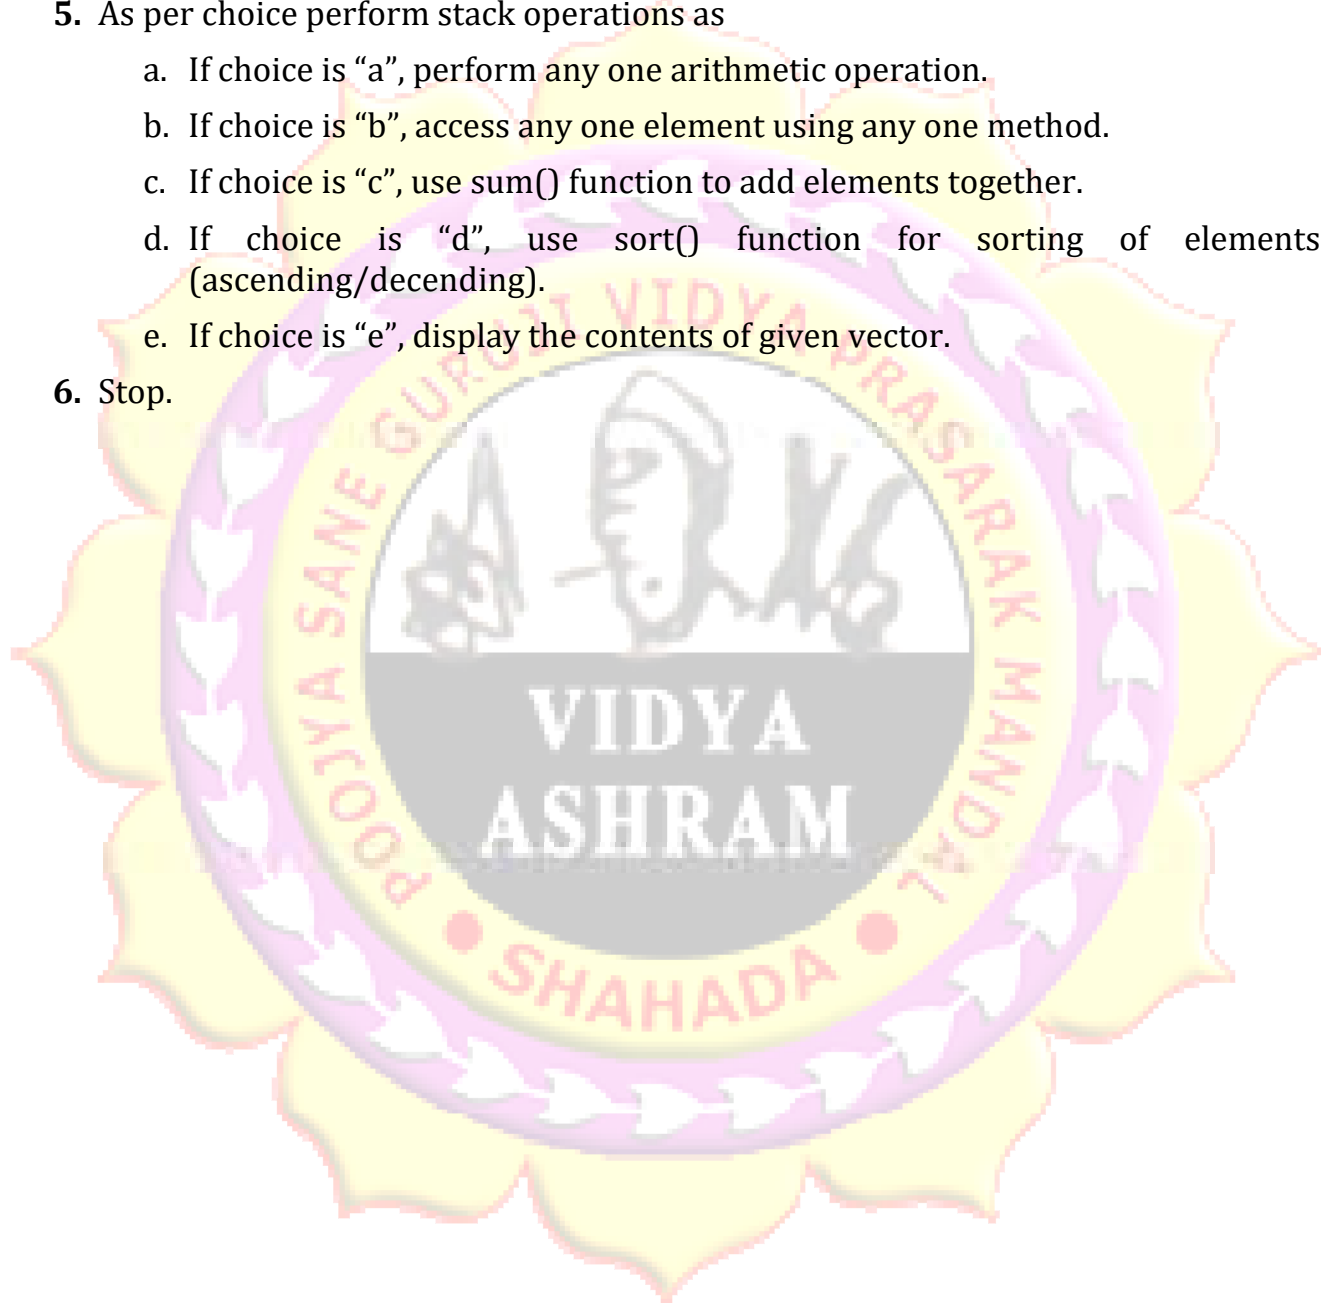 5. As per choice perform stack operations as
a. If choice is “a”, perform any one arithmetic operation.
b. If choice is “b”, access any one element using any one method.
c. If choice is “c”, use sum() function to add elements together.
d. If choice is “d”, use sort() function for sorting of elements
(ascending/decending).
e. If choice is “e”, display the contents of given vector.
6. Stop.
POOJYA SANE GURUJI VIDYA PRASARAK MANDAL
VIDYA
ASHRAM
SHAHADA